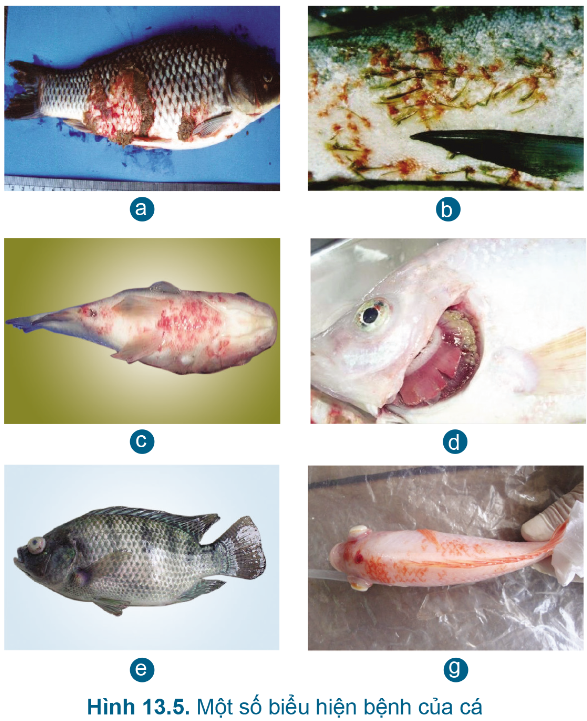 a
b
c
d
e
g
Hình 13.5. Một số biểu hiện bệnh của cá